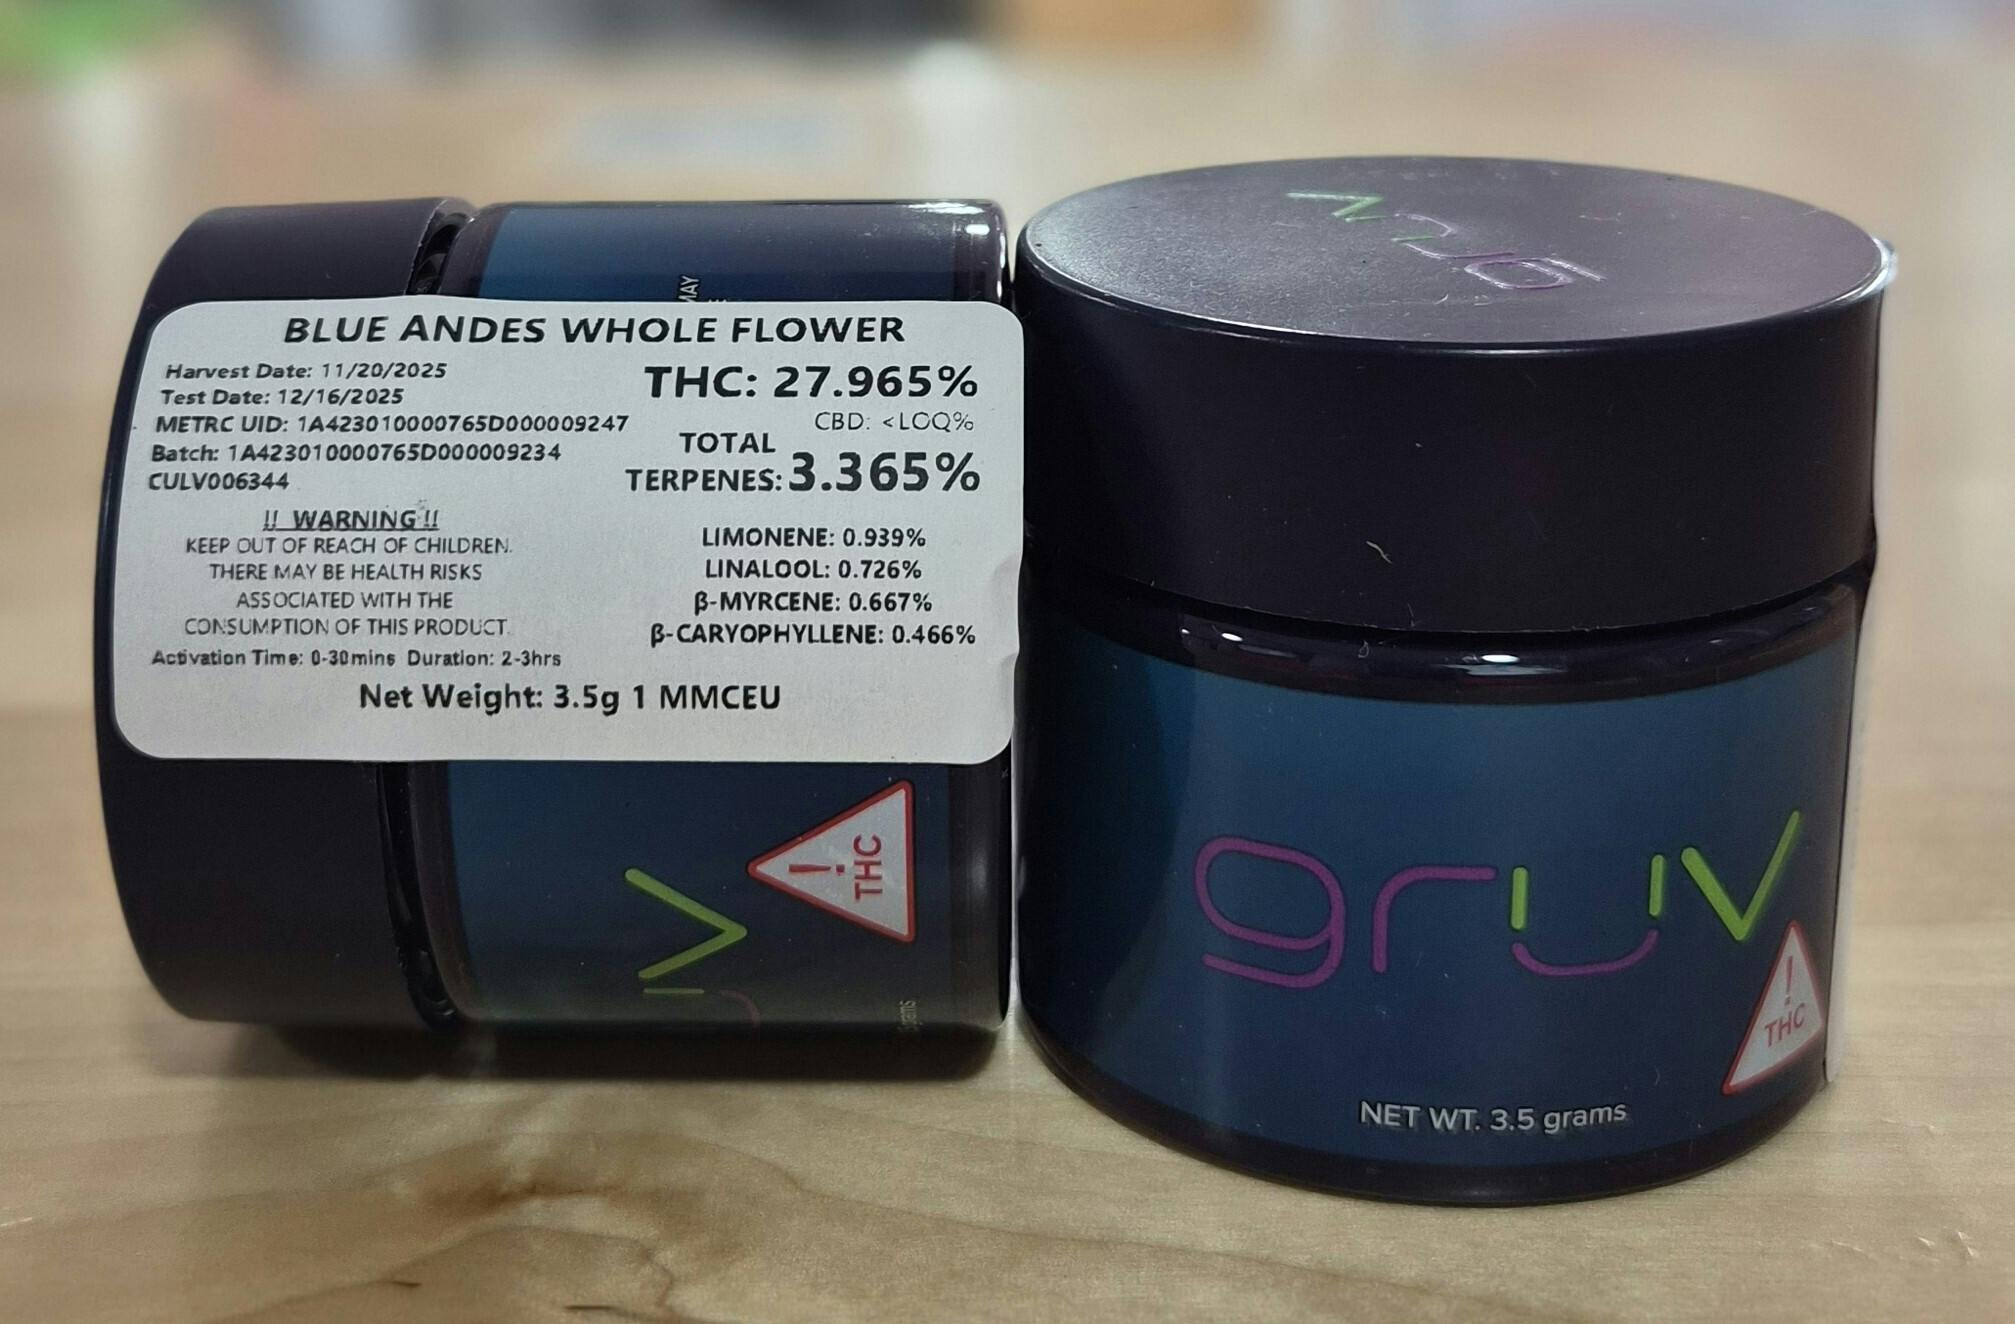 MAY
BLUE ANDES WHOLE FLOWER
Harvest Date: 11/20/2025
Test Date: 12/16/2025
METRC UID: 1A423010000765D000009247
Batch: 1A423010000765D000009234
CULV006344
!! WARNING !!
KEEP OUT OF REACH OF CHILDREN.
THERE MAY BE HEALTH RISKS
ASSOCIATED WITH THE
CONSUMPTION OF THIS PRODUCT.
Activation Time: 0-30mins Duration: 2-3hrs
THC: 27.965%
CBD: <LOQ%
TOTAL
TERPENES: 3.365%
LIMONENE: 0.939%
LINALOOL: 0.726%
β-MYRCENE: 0.667%
β-CARYOPHYLLENE: 0.466%
Net Weight: 3.5g 1 MMCEU
!
THC
grams
gruv
gruv
!
THC
NET WT. 3.5 grams